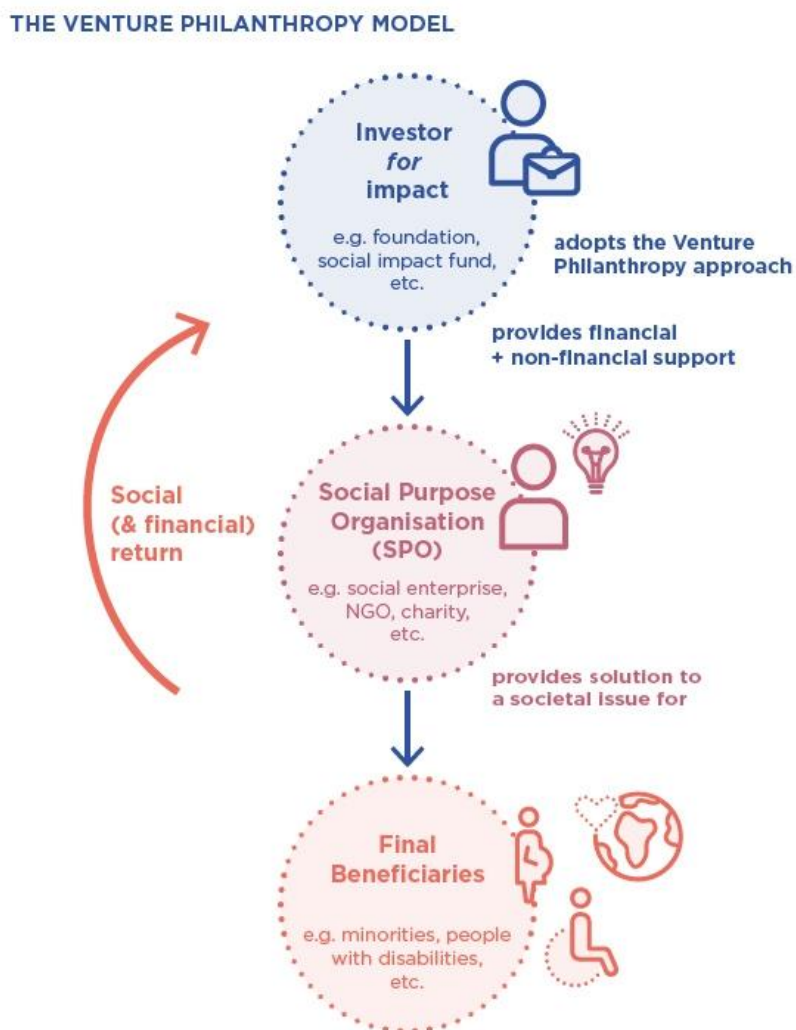 THE VENTURE PHILANTHROPY MODEL
Investor
for
impact
e.g. foundation,
social impact fund,
etc.
adopts the Venture
Philanthropy approach
provides financial
+ non-financial support
Social
(& financial)
return
Social Purpose
Organisation
(SPO)
e.g. social enterprise,
NGO, charity,
etc.
provides solution to
a societal issue for
Final
Beneficiaries
e.g. minorities, people
with disabilities,
etc.